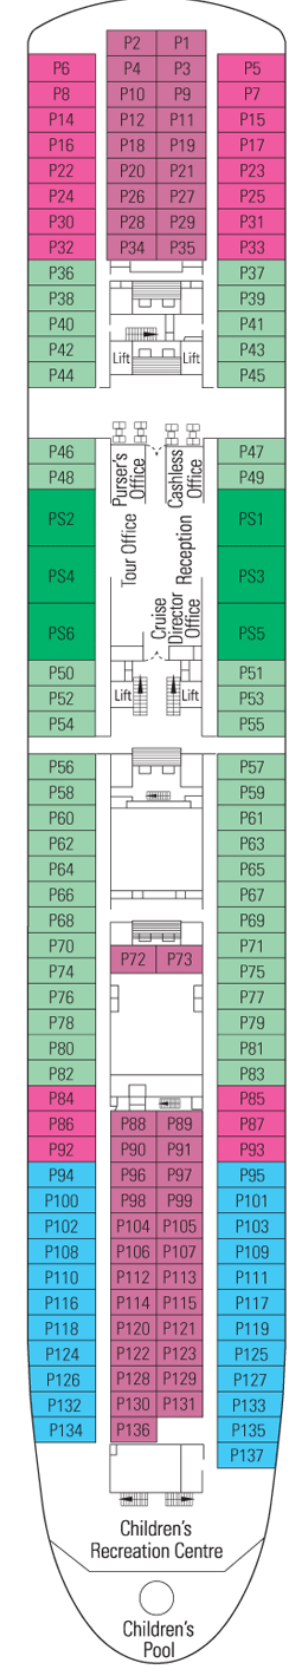 P2 P1
P6 P4 P3 P5
P8 P10 P9 P7
P14 P12 P11 P15
P16 P18 P19 P17
P22 P20 P21 P23
P24 P26 P27 P25
P30 P28 P29 P31
P32 P34 P35 P33
P36 P37
P38 P39
P40 P41
P42 Lift Lift P43
P44 P45
P46 P47
P48 P49
Purser's
Office
Cashless
Office
PS2 PS1
Tour Office
Reception
PS4 PS3
Cruise
Director
Office
PS6 PS5
P50 P51
P52 Lift Lift P53
P54 P55
P56 P57
P58 P59
P60 P61
P62 P63
P64 P65
P66 P67
P68 P69
P70 P71
P72 P73
P74 P75
P76 P77
P78 P79
P80 P81
P82 P83
P84 P85
P86 P88 P89 P87
P92 P90 P91 P93
P94 P96 P97 P95
P100 P98 P99 P101
P102 P104 P105 P103
P108 P106 P107 P109
P110 P112 P113 P111
P116 P114 P115 P117
P118 P120 P121 P119
P124 P122 P123 P125
P126 P128 P129 P127
P132 P130 P131 P133
P134 P136 P135
P137
Children's
Recreation Centre
Children's
Pool